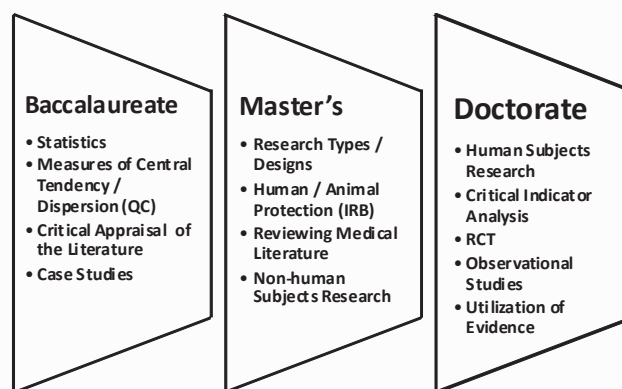 Baccalaureate
• Statistics
• Measures of Central
Tendency /
Dispersion (QC)
• Critical Appraisal of
the Literature
• Case Studies
Master's
• Research Types /
Designs
• Human / Animal
Protection (IRB)
• Reviewing Medical
Literature
• Non-human
Subjects Research
Doctorate
• Human Subjects
Research
• Critical Indicator
Analysis
• RCT
• Observational
Studies
• Utilization of
Evidence